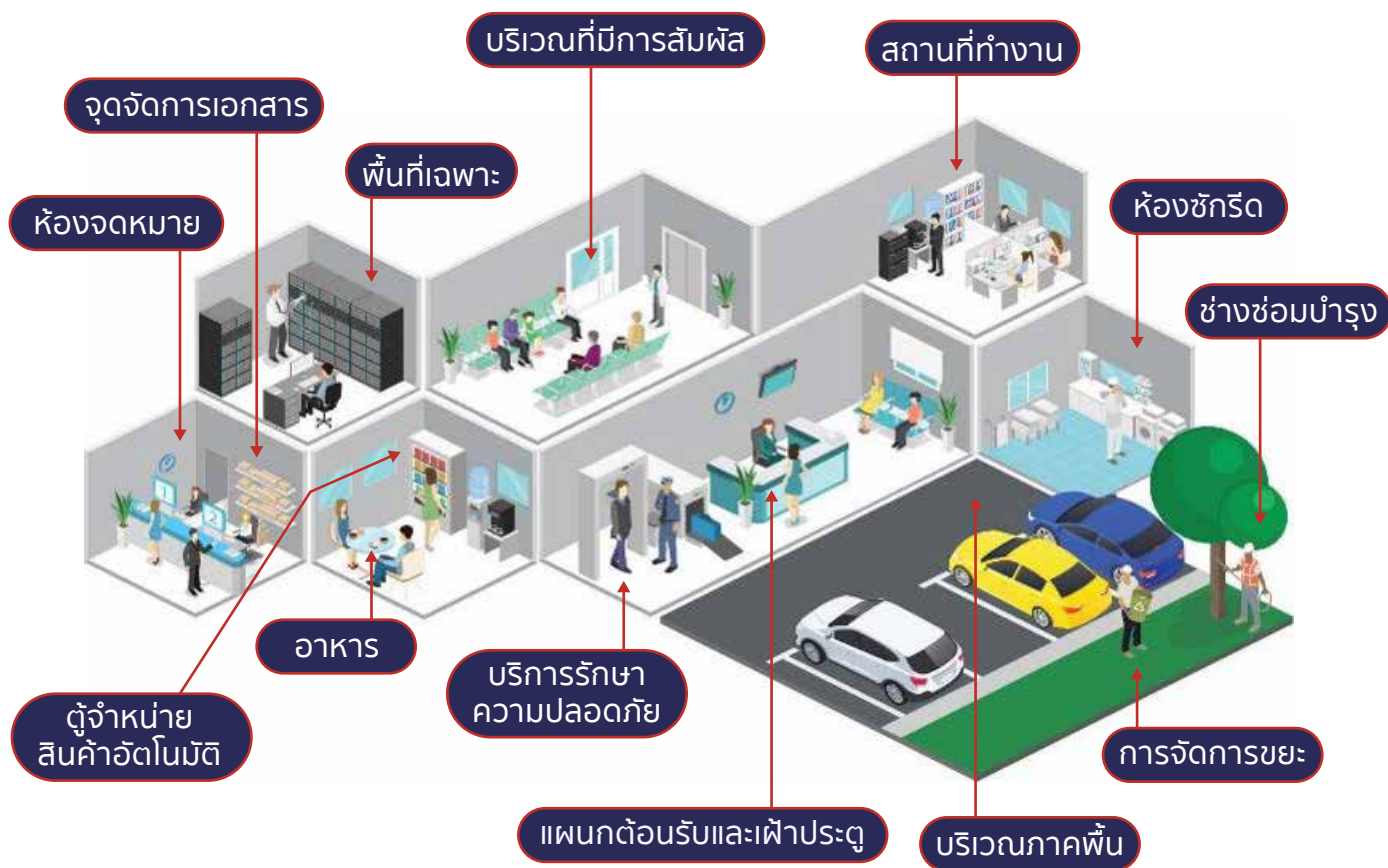 บริเวณที่มีการสัมผัส
สถานที่ทำงาน
จุดจัดการเอกสาร
พื้นที่เฉพาะ
ห้องจดหมาย
ห้องซักรีด
ช่างซ่อมบำรุง
1
2
อาหาร
บริการรักษา
ความปลอดภัย
ตู้จำหน่าย
สินค้าอัตโนมัติ
การจัดการขยะ
แผนกต้อนรับและเฝ้าประตู
บริเวณภาคพื้น